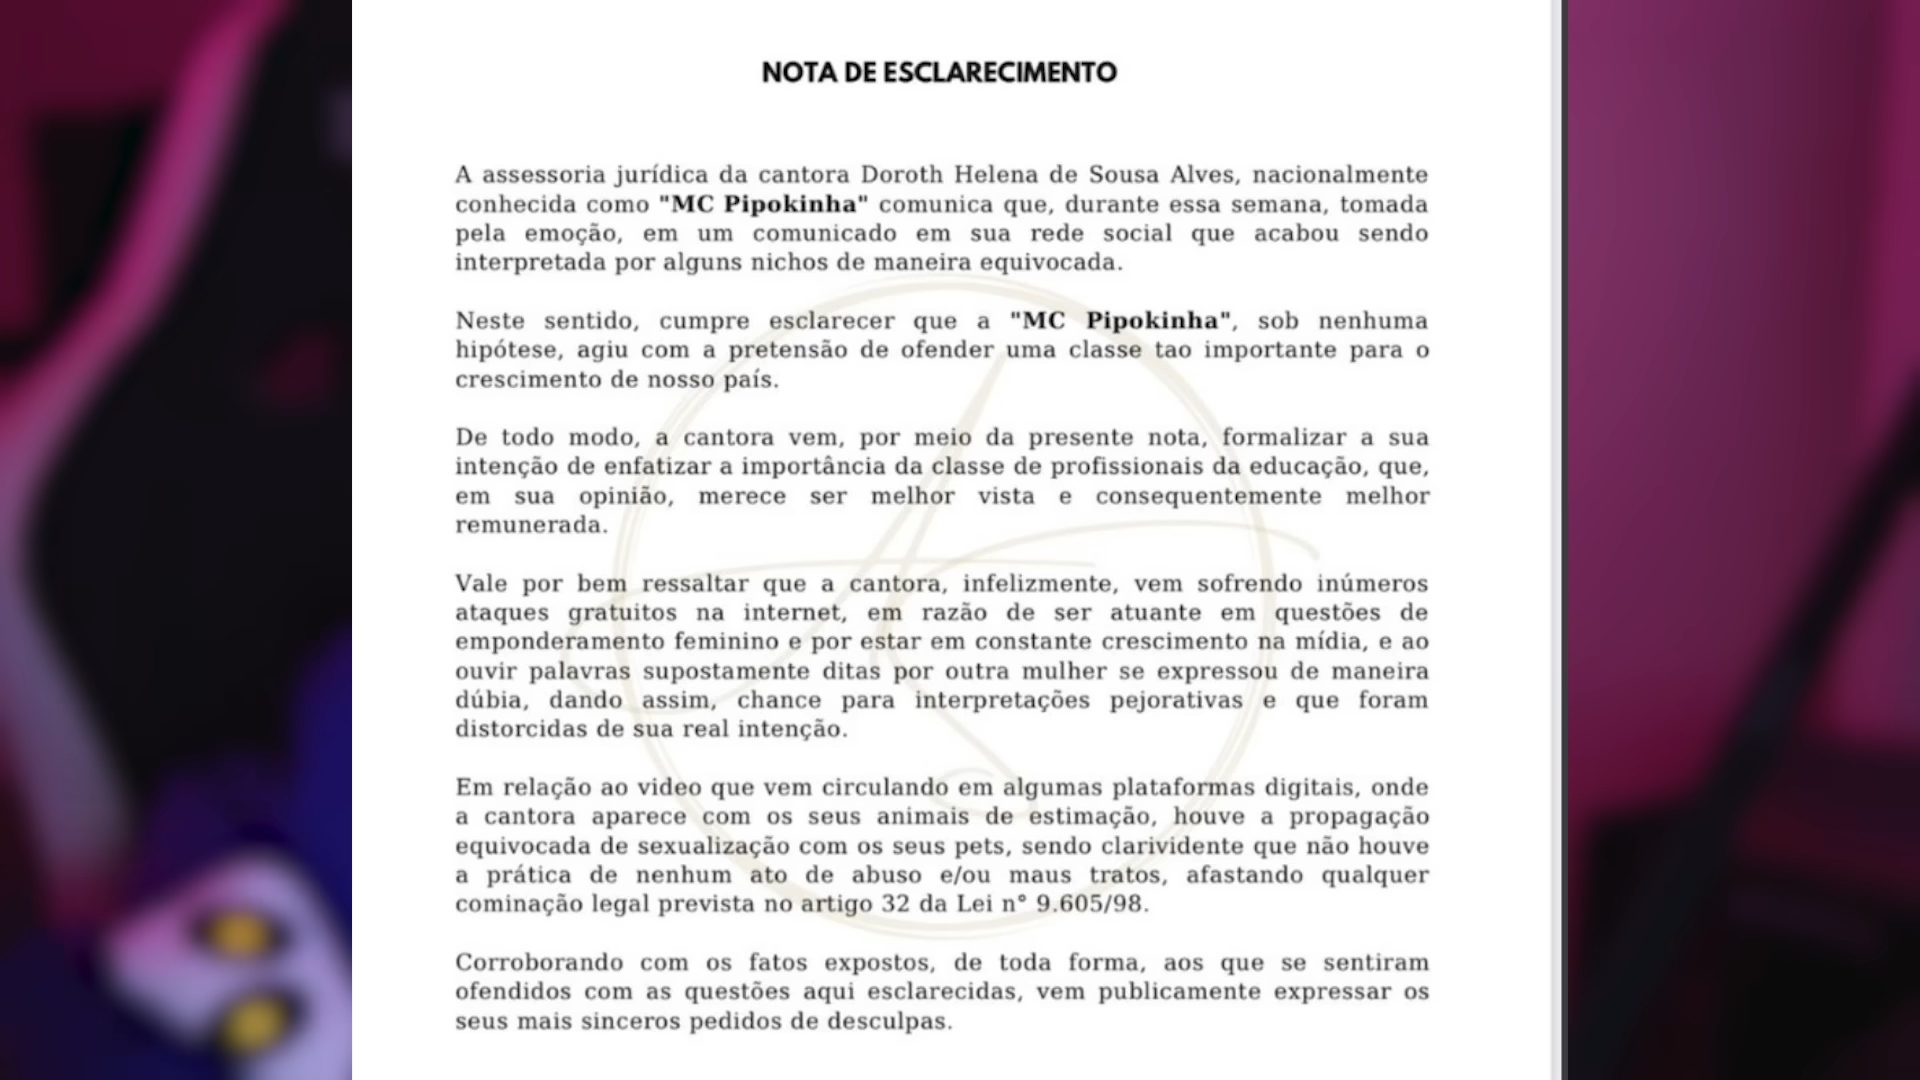 NOTA DE ESCLARECIMENTO
A assessoria jurídica da cantora Doroth Helena de Sousa Alves, nacionalmente
conhecida como "MC Pipokinha" comunica que, durante essa semana, tomada
pela emoção, em um comunicado em sua rede social que acabou sendo
interpretada por alguns nichos de maneira equivocada.
Neste sentido, cumpre esclarecer que a "MC Pipokinha", sob nenhuma
hipótese, agiu com a pretensão de ofender uma classe tao importante para o
crescimento de nosso país.
De todo modo, a cantora vem, por meio da presente nota, formalizar a sua
intenção de enfatizar a importância da classe de profissionais da educação, que,
em sua opinião, merece ser melhor vista e consequentemente melhor
remunerada.
Vale por bem ressaltar que a cantora, infelizmente, vem sofrendo inúmeros
ataques gratuitos na internet, em razão de ser atuante em questões de
emponderamento feminino e por estar em constante crescimento na mídia, e ao
ouvir palavras supostamente ditas por outra mulher se expressou de maneira
dúbia, dando assim, chance para interpretações pejorativas e que foram
distorcidas de sua real intenção.
Em relação ao video que vem circulando em algumas plataformas digitais, onde
a cantora aparece com os seus animais de estimação, houve a propagação
equivocada de sexualização com os seus pets, sendo clarividente que não houve
a prática de nenhum ato de abuso e/ou maus tratos, afastando qualquer
cominação legal prevista no artigo 32 da Lei n° 9.605/98.
Corroborando com os fatos expostos, de toda forma, aos que se sentiram
ofendidos com as questões aqui esclarecidas, vem publicamente expressar os
seus mais sinceros pedidos de desculpas.